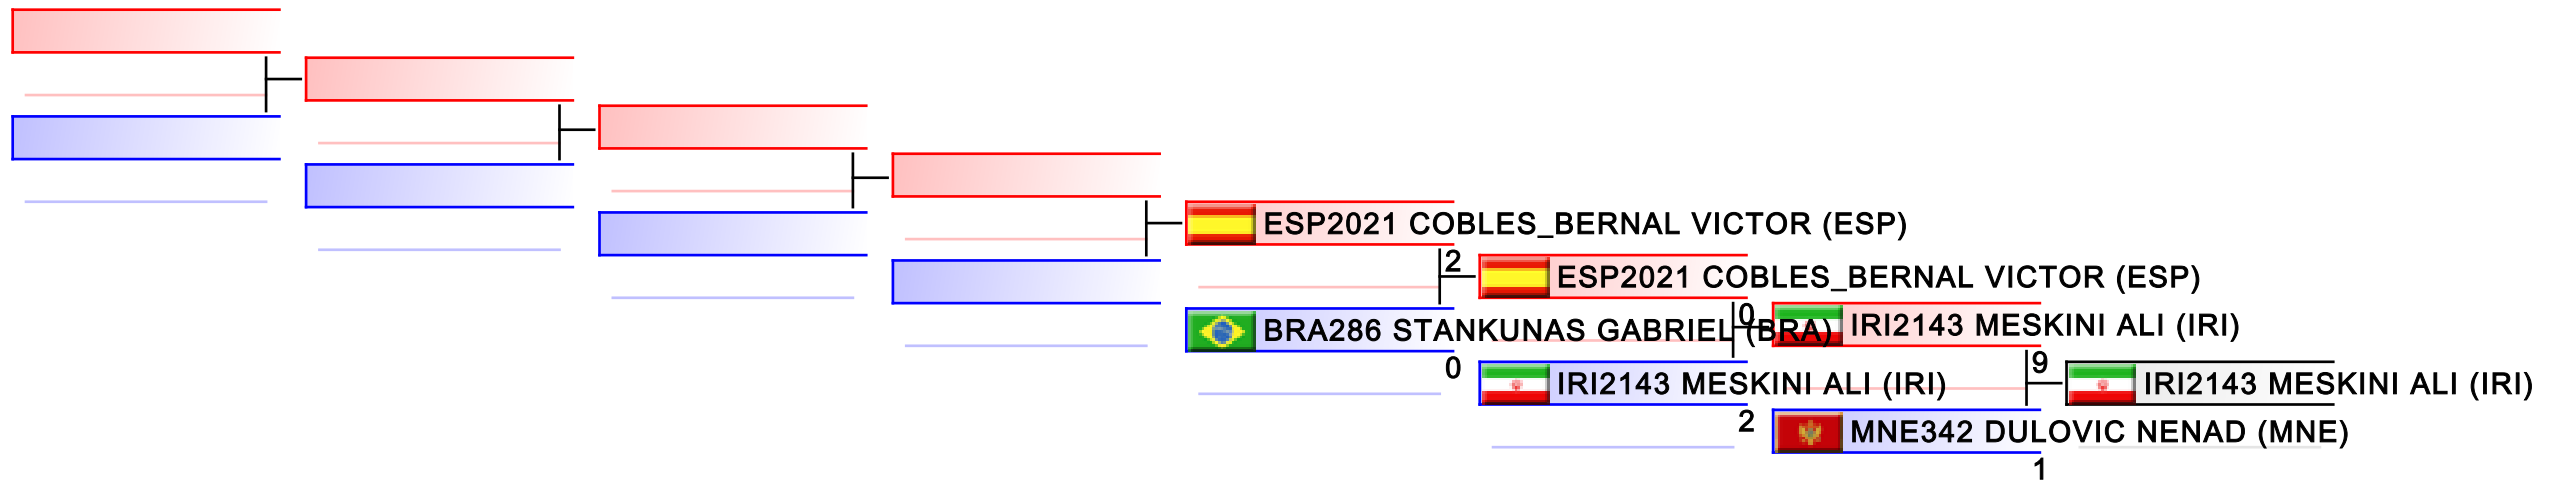 ESP2021 COBLES_BERNAL VICTOR (ESP)
2
ESP2021 COBLES_BERNAL VICTOR (ESP)
0
BRA286 STANKUNAS GABRIEL (BRA)
IRI2143 MESKINI ALI (IRI)
0
9
IRI2143 MESKINI ALI (IRI)
IRI2143 MESKINI ALI (IRI)
2
MNE342 DULOVIC NENAD (MNE)
1